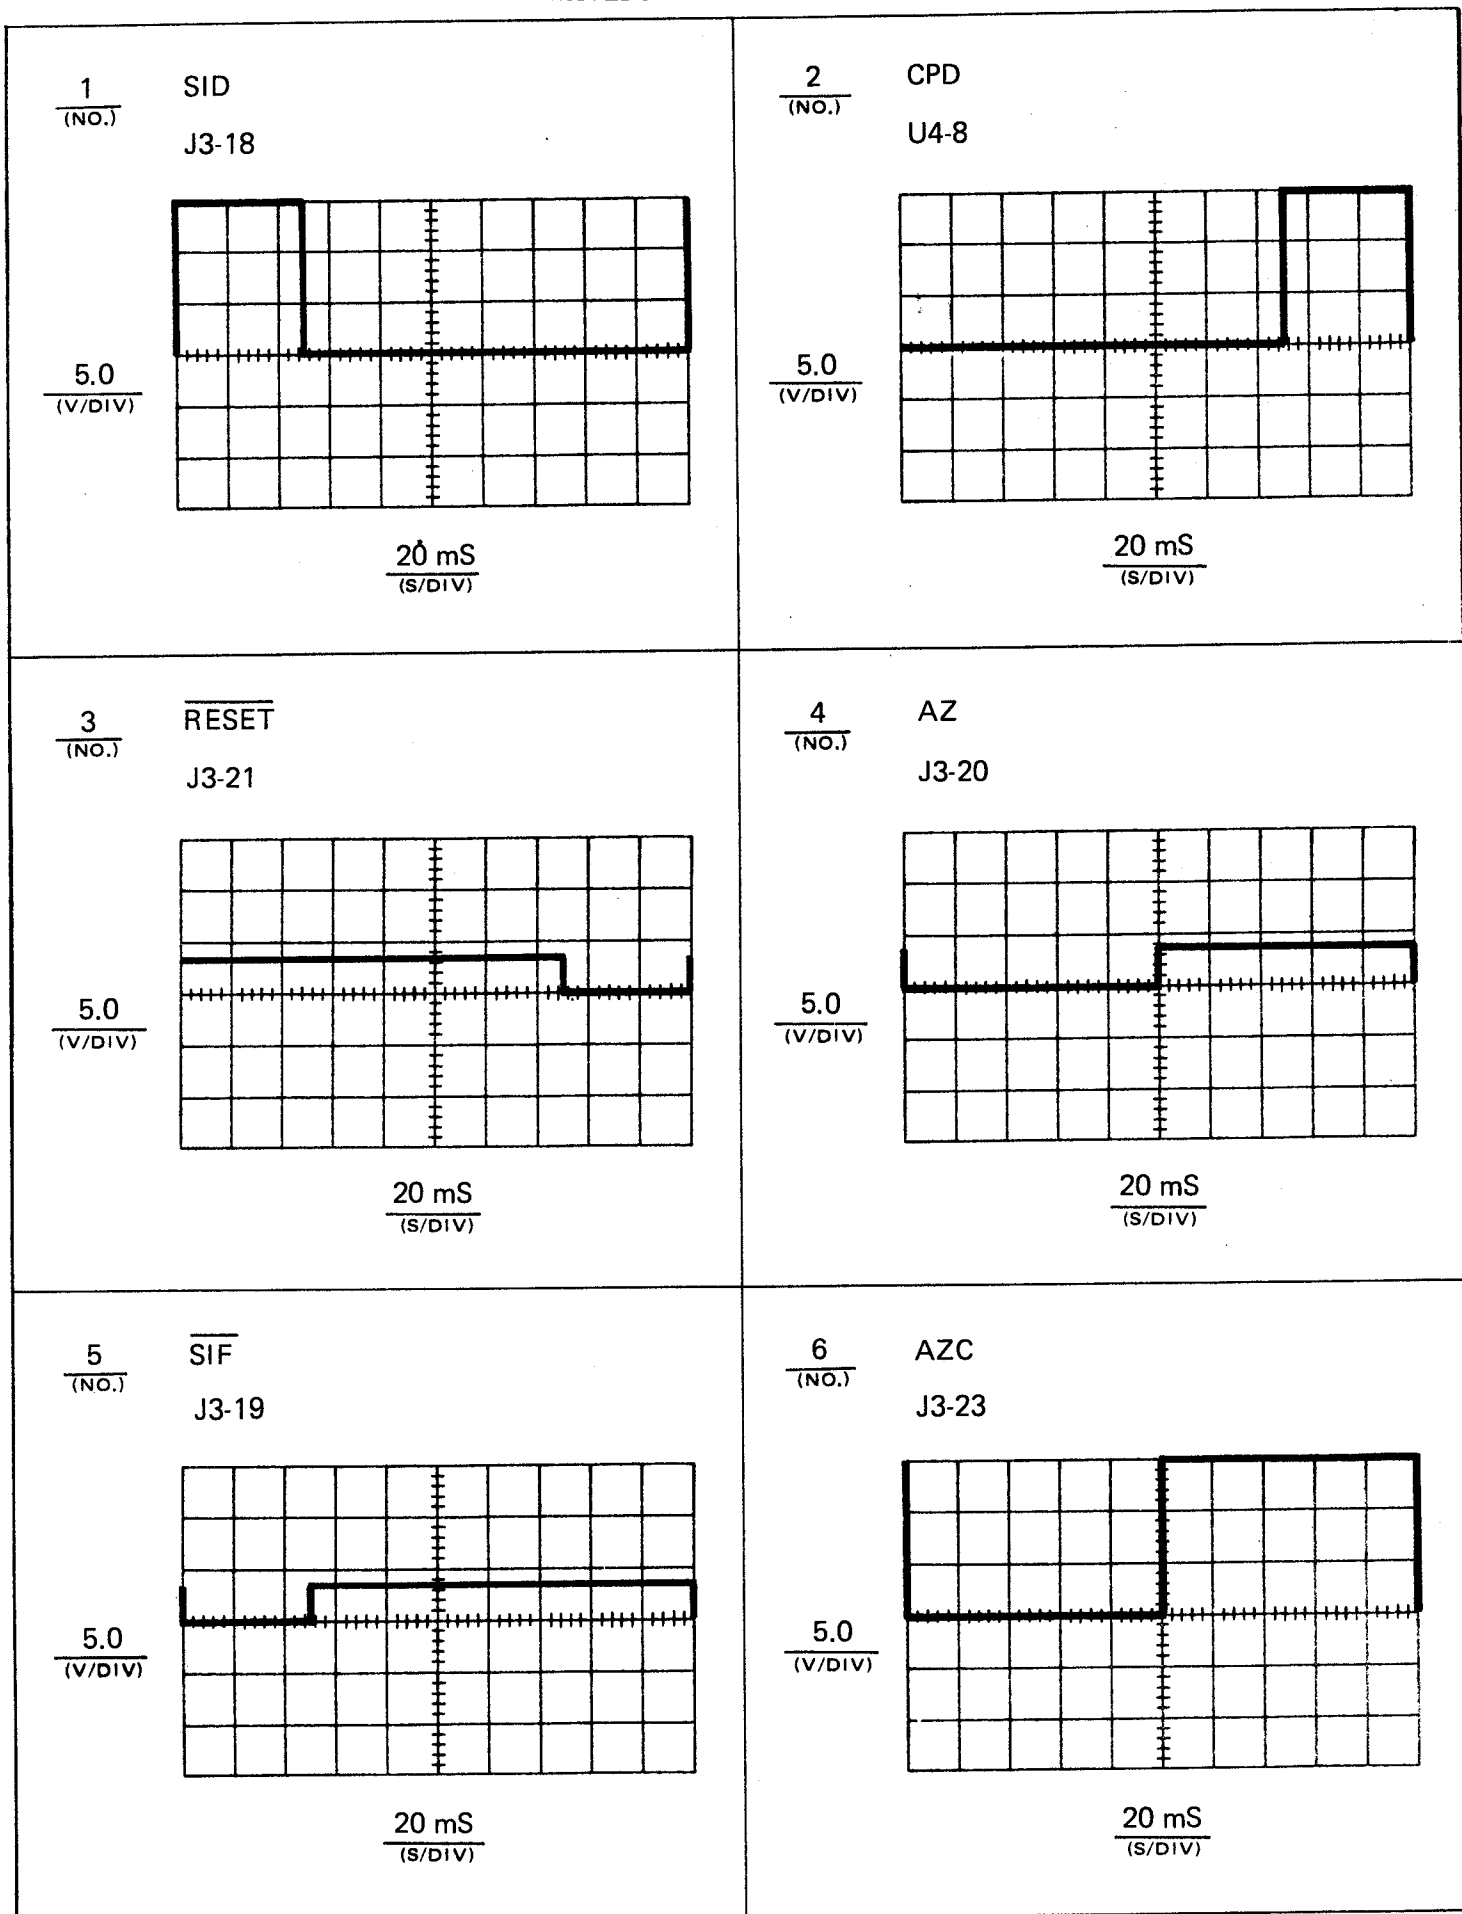 1 SID
(NO.)
J3-18
5.0
(V/DIV)
20 mS
(S/DIV)
2 CPD
(NO.)
U4-8
5.0
(V/DIV)
20 mS
(S/DIV)
3 RESET
(NO.)
J3-21
5.0
(V/DIV)
20 mS
(S/DIV)
4 AZ
(NO.)
J3-20
5.0
(V/DIV)
20 mS
(S/DIV)
5 SIF
(NO.)
J3-19
5.0
(V/DIV)
20 mS
(S/DIV)
6 AZC
(NO.)
J3-23
5.0
(V/DIV)
20 mS
(S/DIV)